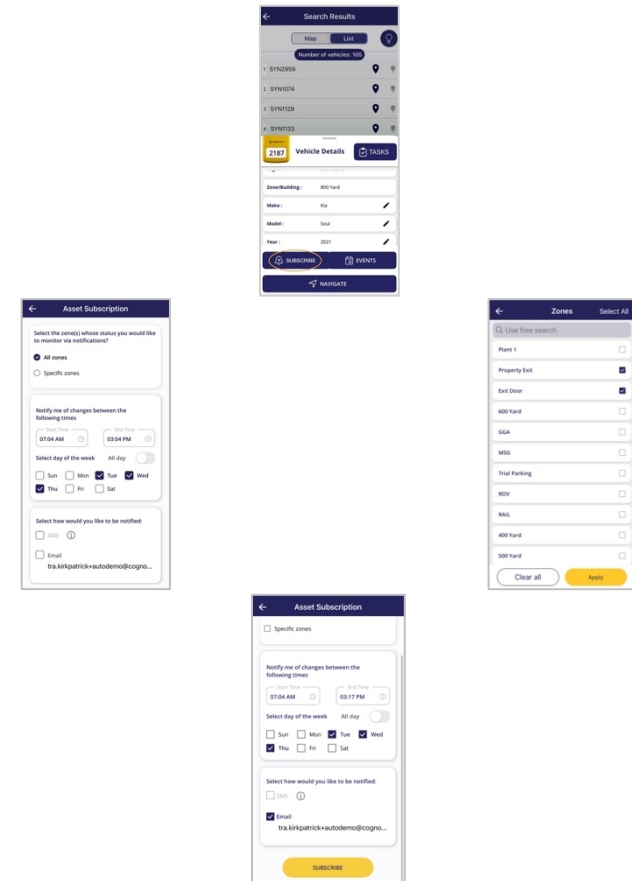 Search Results
Map List
Number of vehicles: 105
1 SYN2959
2 SYN1074
3 SYN1129
4 SYN1133
2187 Vehicle Details TASKS
Zone/Building : 800 Yard
Make : Kia
Model : Soul
Year : 2021
SUBSCRIBE EVENTS
NAVIGATE
Asset Subscription
Select the zone(s) whose status you would like
to monitor via notifications?
All zones
Specific zones
Notify me of changes between the
following times
Start Time End Time
07:04 AM 03:04 PM
Select day of the week All day
Sun Mon Tue Wed
Thu Fri Sat
Select how would you like to be notified:
SMS
Email
tra.kirkpatrick+autodemo@cogno...
Zones Select All
Use free search
Plant 1
Property Exit
Exit Door
600 Yard
GGA
MSG
Trial Parking
ROV
RAIL
400 Yard
500 Yard
Clear all Apply
Asset Subscription
Specific zones
Notify me of changes between the
following times
Start Time End Time
07:04 AM 03:17 PM
Select day of the week All day
Sun Mon Tue Wed
Thu Fri Sat
Select how would you like to be notified:
SMS
Email
tra.kirkpatrick+autodemo@cogno...
SUBSCRIBE